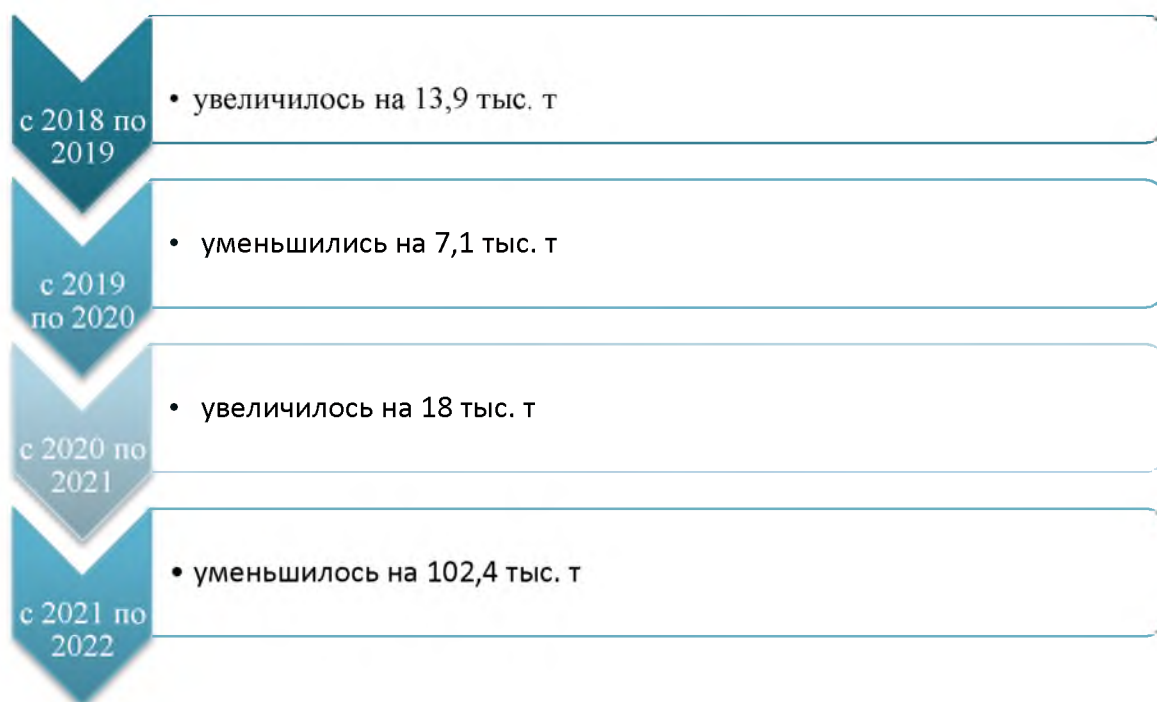 с 2018 по
2019
• увеличилось на 13,9 тыс. т
с 2019
по 2020
• уменьшились на 7,1 тыс. т
с 2020 по
2021
• увеличилось на 18 тыс. т
с 2021 по
2022
• уменьшилось на 102,4 тыс. т